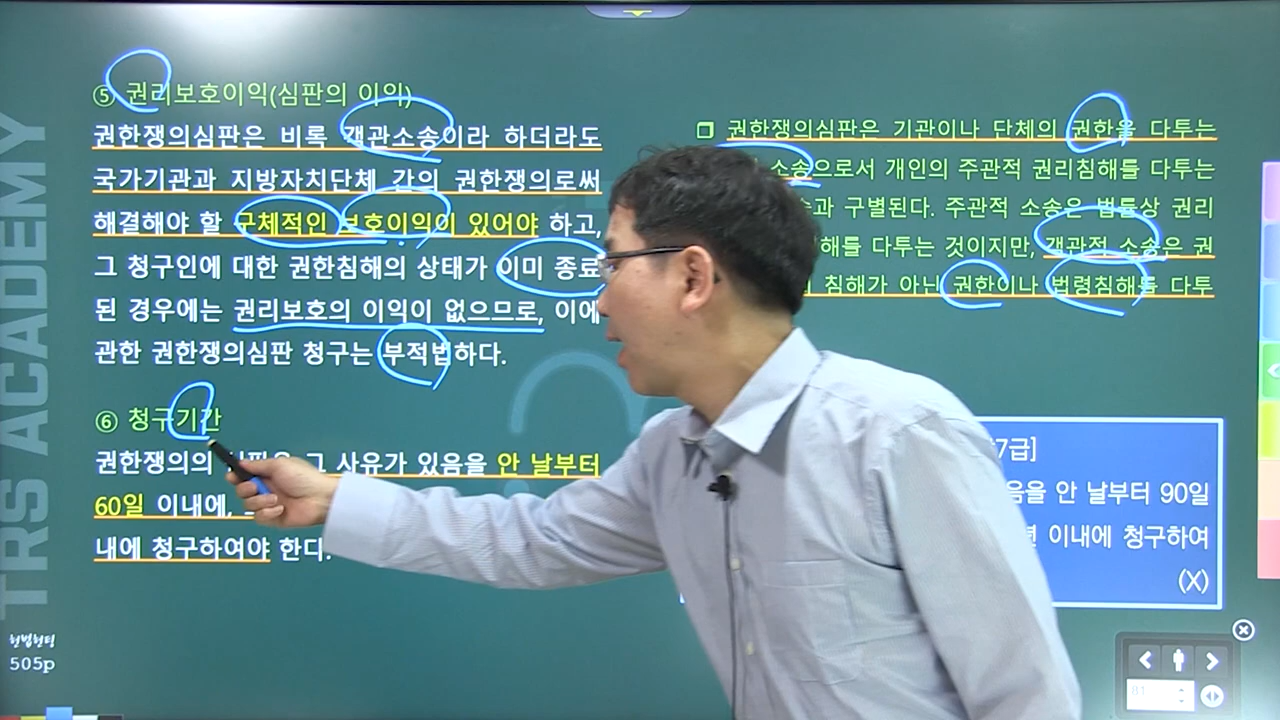 ⑤ 권리보호이익(심판의 이익)
권한쟁의심판은 비록 객관소송이라 하더라도
국가기관과 지방자치단체 간의 권한쟁의로써
해결해야 할 구체적인 보호이익이 있어야 하고,
그 청구인에 대한 권한침해의 상태가 이미 종료
된 경우에는 권리보호의 이익이 없으므로, 이에
관한 권한쟁의심판 청구는 부적법하다.
⑥ 청구기간
권한쟁의의 그 사유가 있음을 안 날부터
60일 이내에,
내에 청구하여야 한다.
❐ 권한쟁의심판은 기관이나 단체의 권한을 다투는
소송으로서 개인의 주관적 권리침해를 다투는
과 구별된다. 주관적 소송은 법률상 권리
해를 다투는 것이지만, 객관적 소송은 권
침해가 아닌 권한이나 법령침해를 다투
7급]
음을 안 날부터 90일
이내에 청구하여
(X)
TRS ACADEMY
헌법헌터
505p